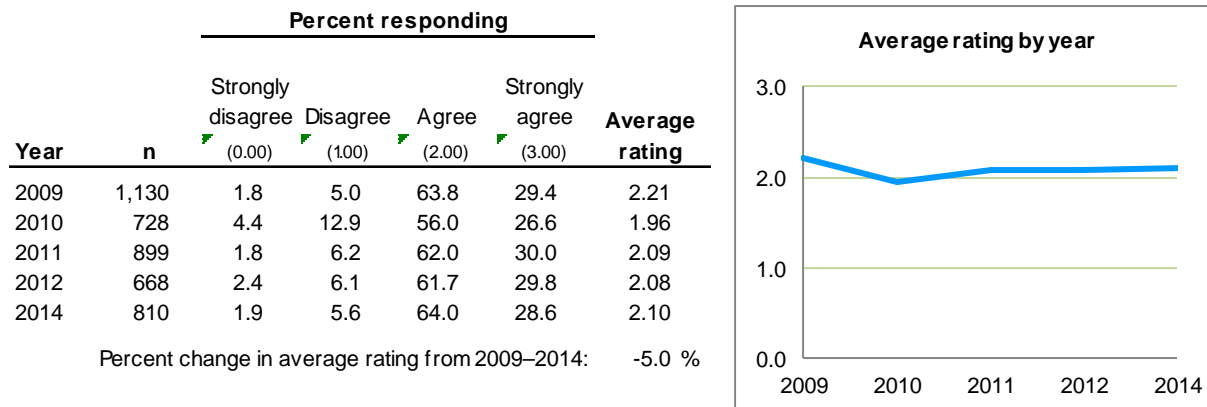 Percent responding
Strongly disagree
Disagree
Agree
Strongly agree
Average rating
Year n (0.00) (1.00) (2.00) (3.00)
2009 1,130 1.8 5.0 63.8 29.4 2.21
2010 728 4.4 12.9 56.0 26.6 1.96
2011 899 1.8 6.2 62.0 30.0 2.09
2012 668 2.4 6.1 61.7 29.8 2.08
2014 810 1.9 5.6 64.0 28.6 2.10
Percent change in average rating from 2009–2014: -5.0 %
Average rating by year
3.0
2.0
1.0
0.0
2009 2010 2011 2012 2014